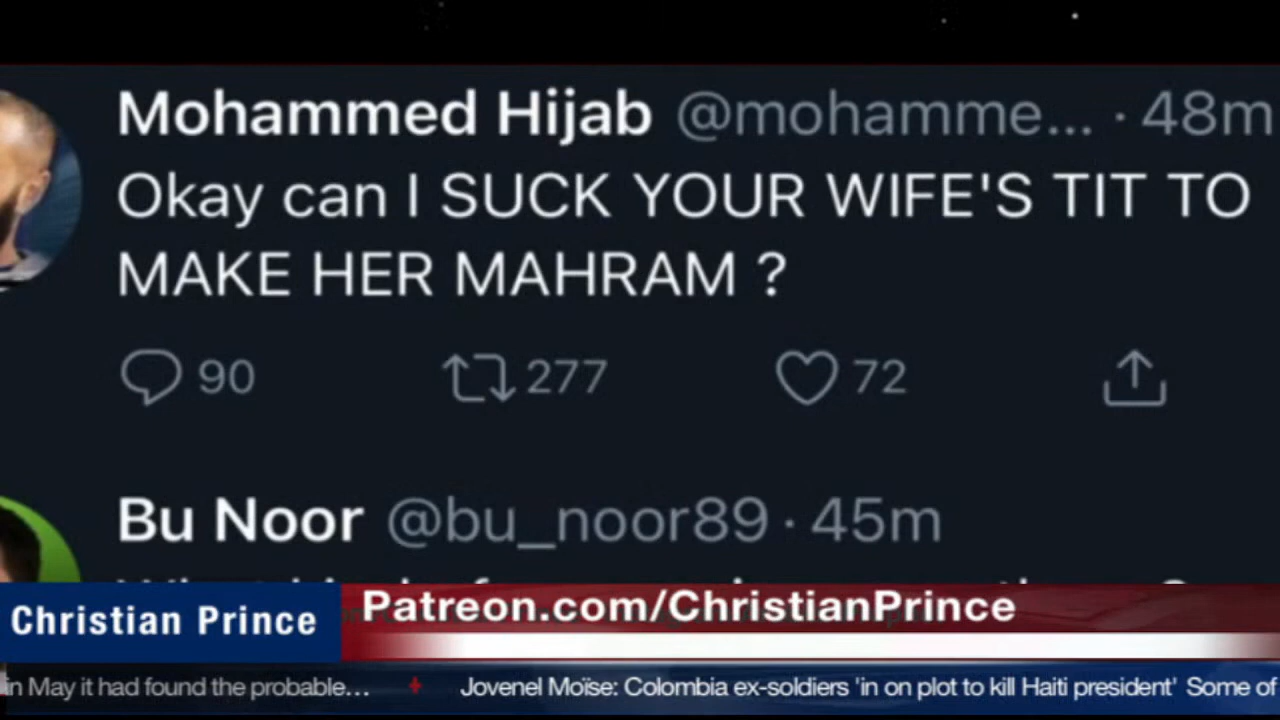 Mohammed Hijab @mohamme... · 48m
Okay can I SUCK YOUR WIFE'S TIT TO
MAKE HER MAHRAM ?
90 277 72
Bu Noor @bu_noor89 · 45m
Christian Prince
Patreon.com/ChristianPrince
in May it had found the probable... Jovenel Moïse: Colombia ex-soldiers 'in on plot to kill Haiti president' Some of